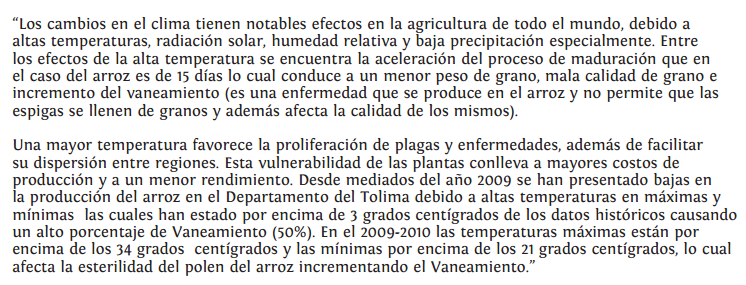 “Los cambios en el clima tienen notables efectos en la agricultura de todo el mundo, debido a
altas temperaturas, radiación solar, humedad relativa y baja precipitación especialmente. Entre
los efectos de la alta temperatura se encuentra la aceleración del proceso de maduración que en
el caso del arroz es de 15 días lo cual conduce a un menor peso de grano, mala calidad de grano e
incremento del vaneamiento (es una enfermedad que se produce en el arroz y no permite que las
espigas se llenen de granos y además afecta la calidad de los mismos).
Una mayor temperatura favorece la proliferación de plagas y enfermedades, además de facilitar
su dispersión entre regiones. Esta vulnerabilidad de las plantas conlleva a mayores costos de
producción y a un menor rendimiento. Desde mediados del año 2009 se han presentado bajas en
la producción del arroz en el Departamento del Tolima debido a altas temperaturas en máximas y
mínimas las cuales han estado por encima de 3 grados centígrados de los datos históricos causando
un alto porcentaje de Vaneamiento (50%). En el 2009-2010 las temperaturas máximas están por
encima de los 34 grados centígrados y las mínimas por encima de los 21 grados centígrados, lo cual
afecta la esterilidad del polen del arroz incrementando el Vaneamiento.”